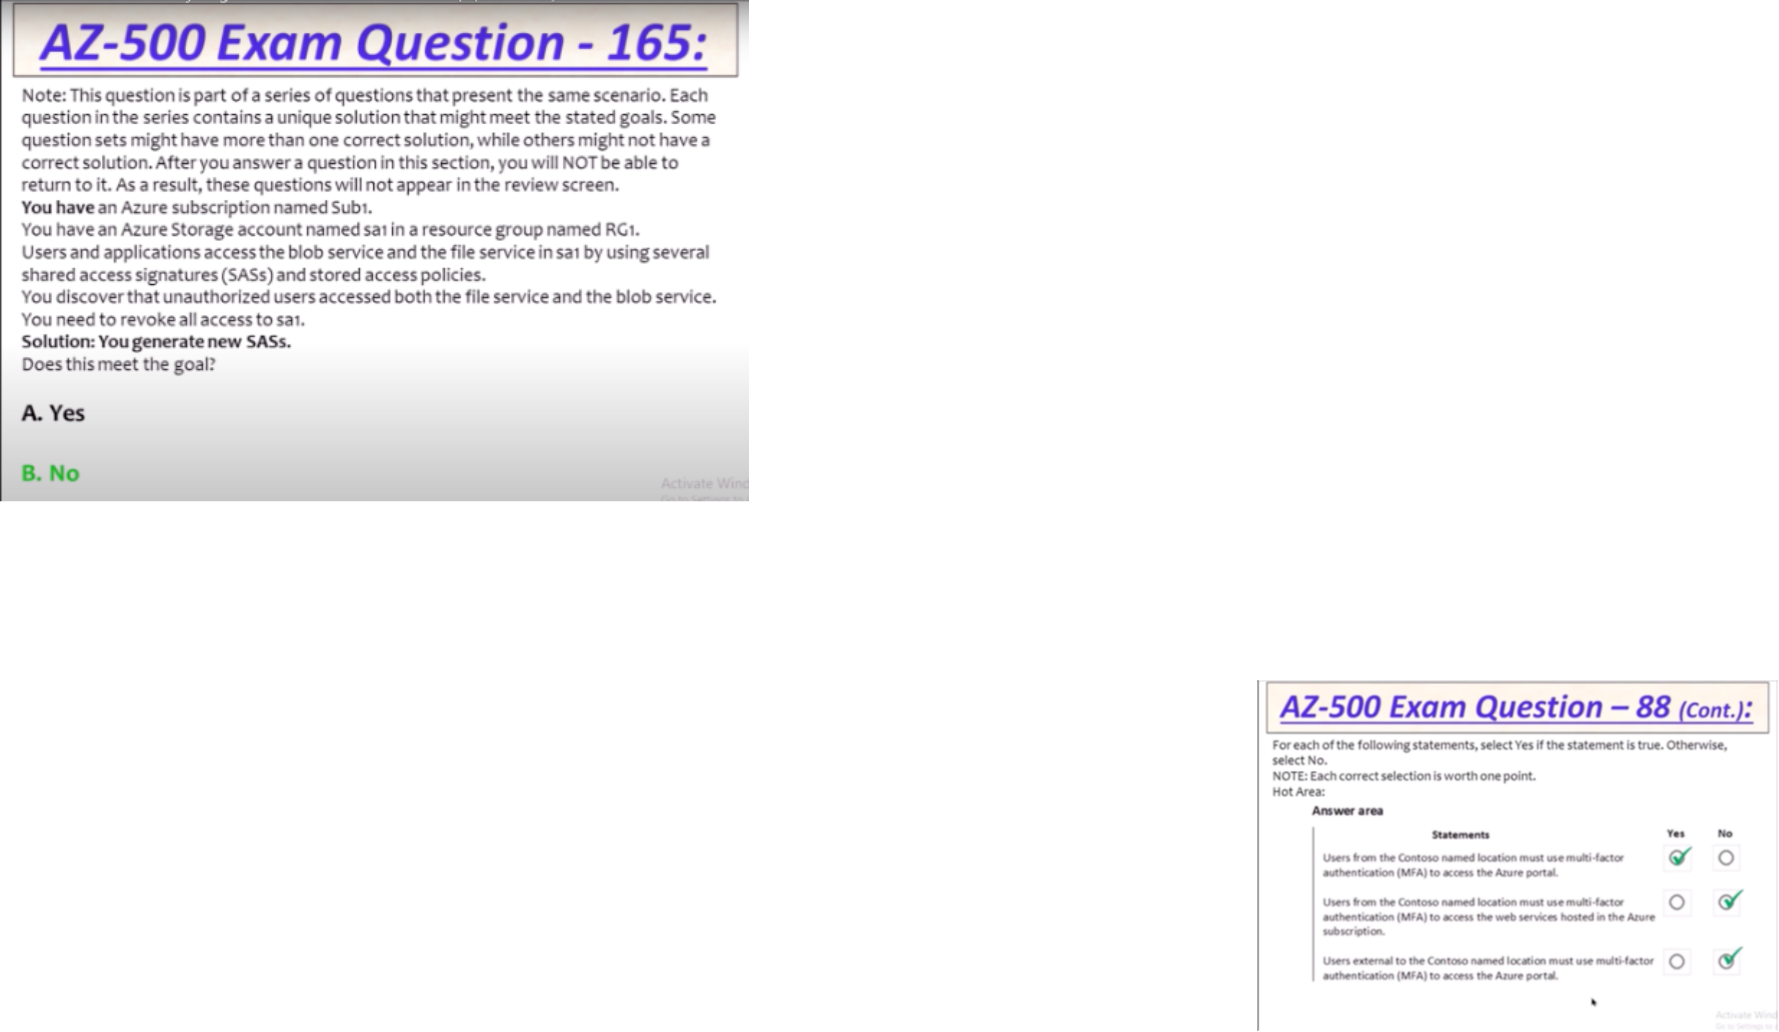 AZ-500 Exam Question - 165:
Note: This question is part of a series of questions that present the same scenario. Each
question in the series contains a unique solution that might meet the stated goals. Some
question sets might have more than one correct solution, while others might not have a
correct solution. After you answer a question in this section, you will NOT be able to
return to it. As a result, these questions will not appear in the review screen.
You have an Azure subscription named Sub1.
You have an Azure Storage account named sa1 in a resource group named RG1.
Users and applications access the blob service and the file service in sa1 by using several
shared access signatures (SASs) and stored access policies.
You discover that unauthorized users accessed both the file service and the blob service.
You need to revoke all access to sa1.
Solution: You generate new SASs.
Does this meet the goal?
A. Yes
B. No
Activate Wind
Go to Settings to
AZ-500 Exam Question – 88 (Cont.):
For each of the following statements, select Yes if the statement is true. Otherwise,
select No.
NOTE: Each correct selection is worth one point.
Hot Area:
Answer area
Statements Yes No
Users from the Contoso named location must use multi-factor
authentication (MFA) to access the Azure portal.
Users from the Contoso named location must use multi-factor
authentication (MFA) to access the web services hosted in the Azure
subscription.
Users external to the Contoso named location must use multi-factor
authentication (MFA) to access the Azure portal.
Activate Wind
Go to Settings to